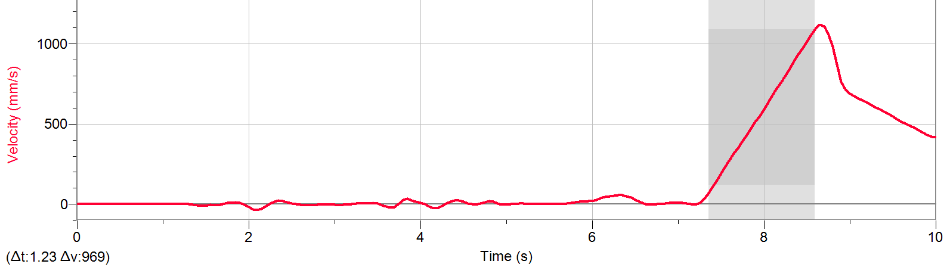 1000
500
0
Velocity (mm/s)
0 2 4 6 8 10
Time (s)
(Δt:1.23 Δv:969)